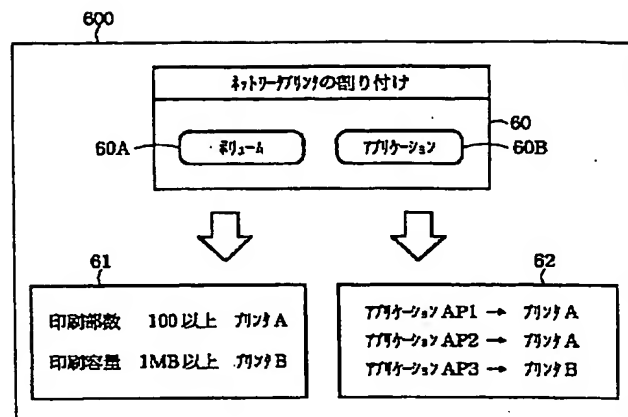 600
ネットワークプリンタの割り付け
60
60A
ボリューム
アプリケーション
60B
61
印刷部数 100以上 プリンタA
印刷容量 1MB以上 プリンタB
62
アプリケーションAP1 → プリンタA
アプリケーションAP2 → プリンタA
アプリケーションAP3 → プリンタB